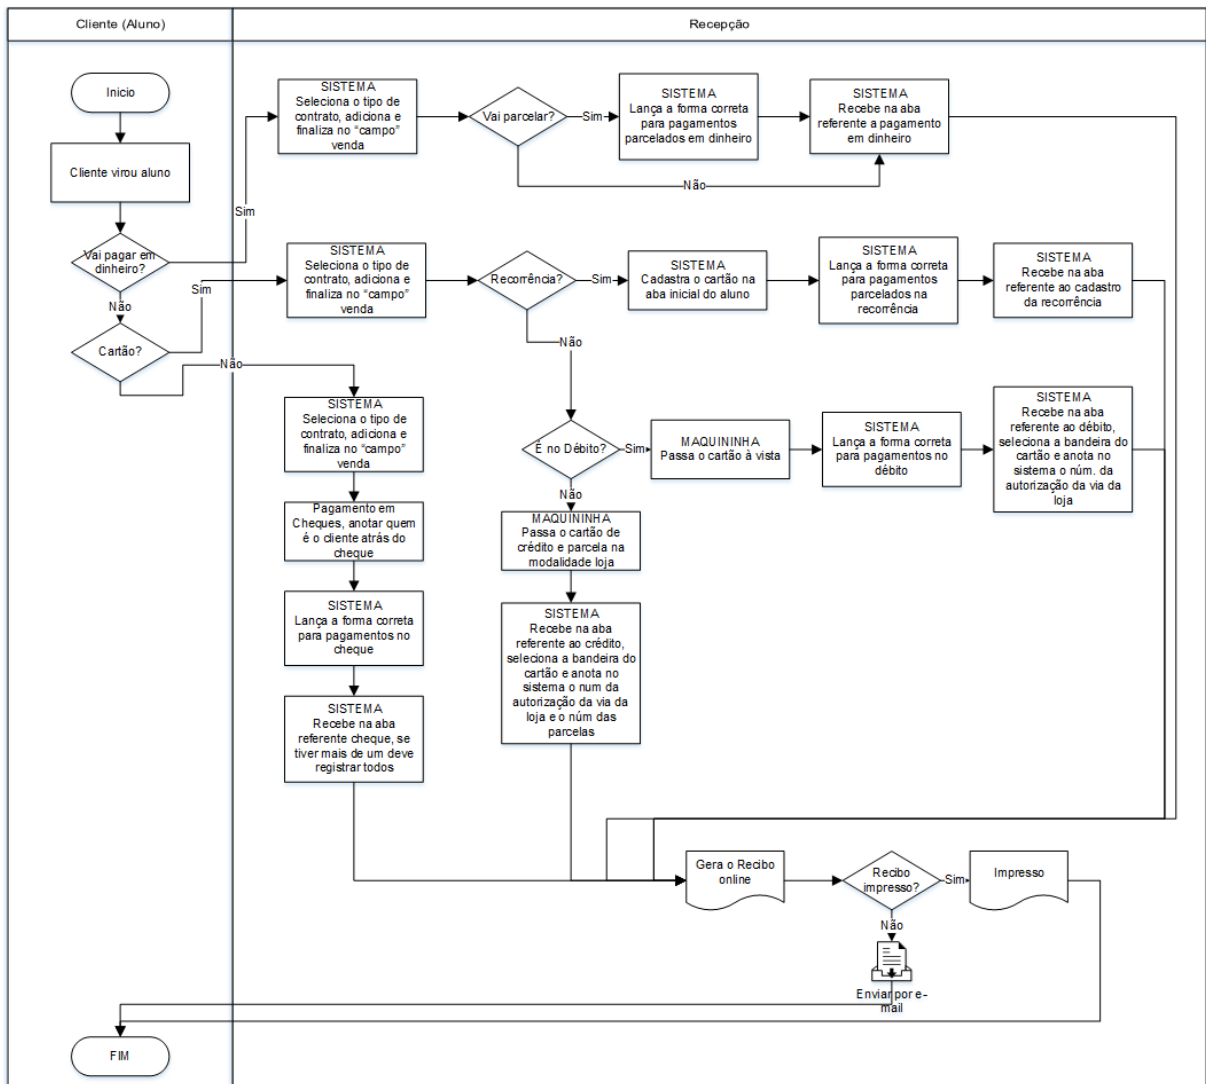 Cliente (Aluno)
Recepção
Inicio
Cliente virou aluno
Vai pagar em
dinheiro?
Sim
Não
Cartão?
Sim
Não
SISTEMA
Seleciona o tipo de
contrato, adiciona e
finaliza no “campo”
venda
Vai parcelar?
Sim
SISTEMA
Lança a forma correta
para pagamentos
parcelados em dinheiro
SISTEMA
Recebe na aba
referente a pagamento
em dinheiro
Não
SISTEMA
Seleciona o tipo de
contrato, adiciona e
finaliza no “campo”
venda
Recorrência?
Sim
SISTEMA
Cadastra o cartão na
aba inicial do aluno
SISTEMA
Lança a forma correta
para pagamentos
parcelados na
recorrência
SISTEMA
Recebe na aba
referente ao cadastro
da recorrência
Não
É no Débito?
Sim
MAQUININHA
Passa o cartão à vista
SISTEMA
Lança a forma correta
para pagamentos no
débito
SISTEMA
Recebe na aba
referente ao débito,
seleciona a bandeira do
cartão e anota no
sistema o núm. da
autorização da via da
loja
Não
MAQUININHA
Passa o cartão de
crédito e parcela na
modalidade loja
SISTEMA
Recebe na aba
referente ao crédito,
seleciona a bandeira do
cartão e anota no
sistema o num da
autorização da via da
loja e o núm das
parcelas
SISTEMA
Seleciona o tipo de
contrato, adiciona e
finaliza no “campo”
venda
Pagamento em
Cheques, anotar quem
é o cliente atrás do
cheque
SISTEMA
Lança a forma correta
para pagamentos no
cheque
SISTEMA
Recebe na aba
referente cheque, se
tiver mais de um deve
registrar todos
Gera o Recibo
online
Recibo
impresso?
Sim
Impresso
Não
Enviar por e-
mail
FIM